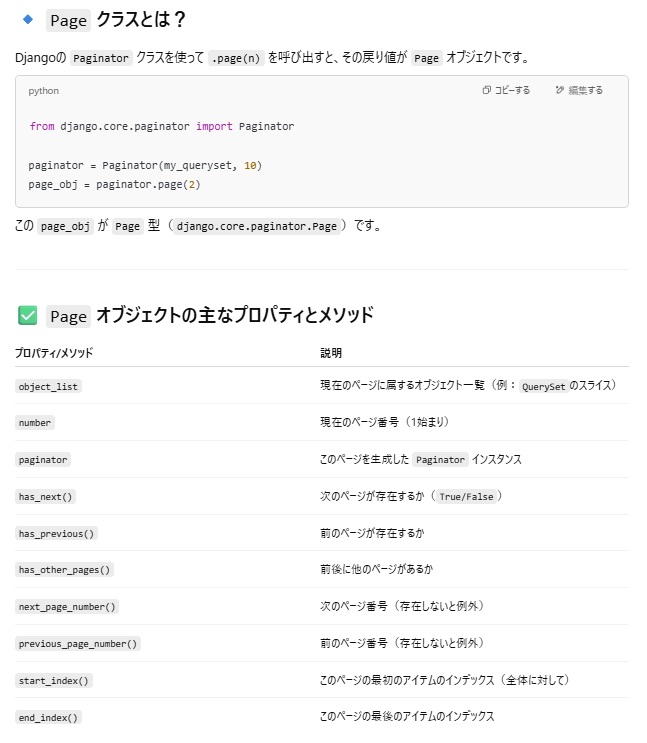 Page クラスとは？
Djangoの Paginator クラスを使って .page(n) を呼び出すと、その戻り値が Page オブジェクトです。
python コピーする 編集する
from django.core.paginator import Paginator
paginator = Paginator(my_queryset, 10)
page_obj = paginator.page(2)
この page_obj が Page 型（django.core.paginator.Page）です。
Page オブジェクトの主なプロパティとメソッド
プロパティ/メソッド 説明
object_list 現在のページに属するオブジェクト一覧（例：QuerySetのスライス）
number 現在のページ番号（1始まり）
paginator このページを生成した Paginator インスタンス
has_next() 次のページが存在するか（True/False）
has_previous() 前のページが存在するか
has_other_pages() 前後に他のページがあるか
next_page_number() 次のページ番号（存在しないと例外）
previous_page_number() 前のページ番号（存在しないと例外）
start_index() このページの最初のアイテムのインデックス（全体に対して）
end_index() このページの最後のアイテムのインデックス